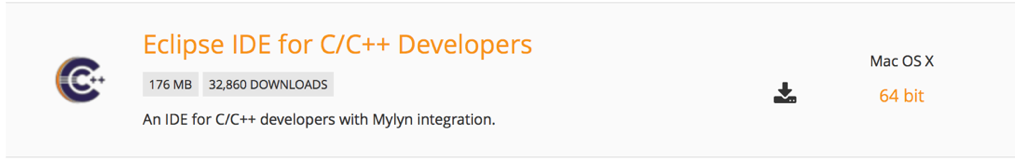 Eclipse IDE for C/C++ Developers
176 MB 32,860 DOWNLOADS
An IDE for C/C++ developers with Mylyn integration.
C++
Mac OS X
64 bit